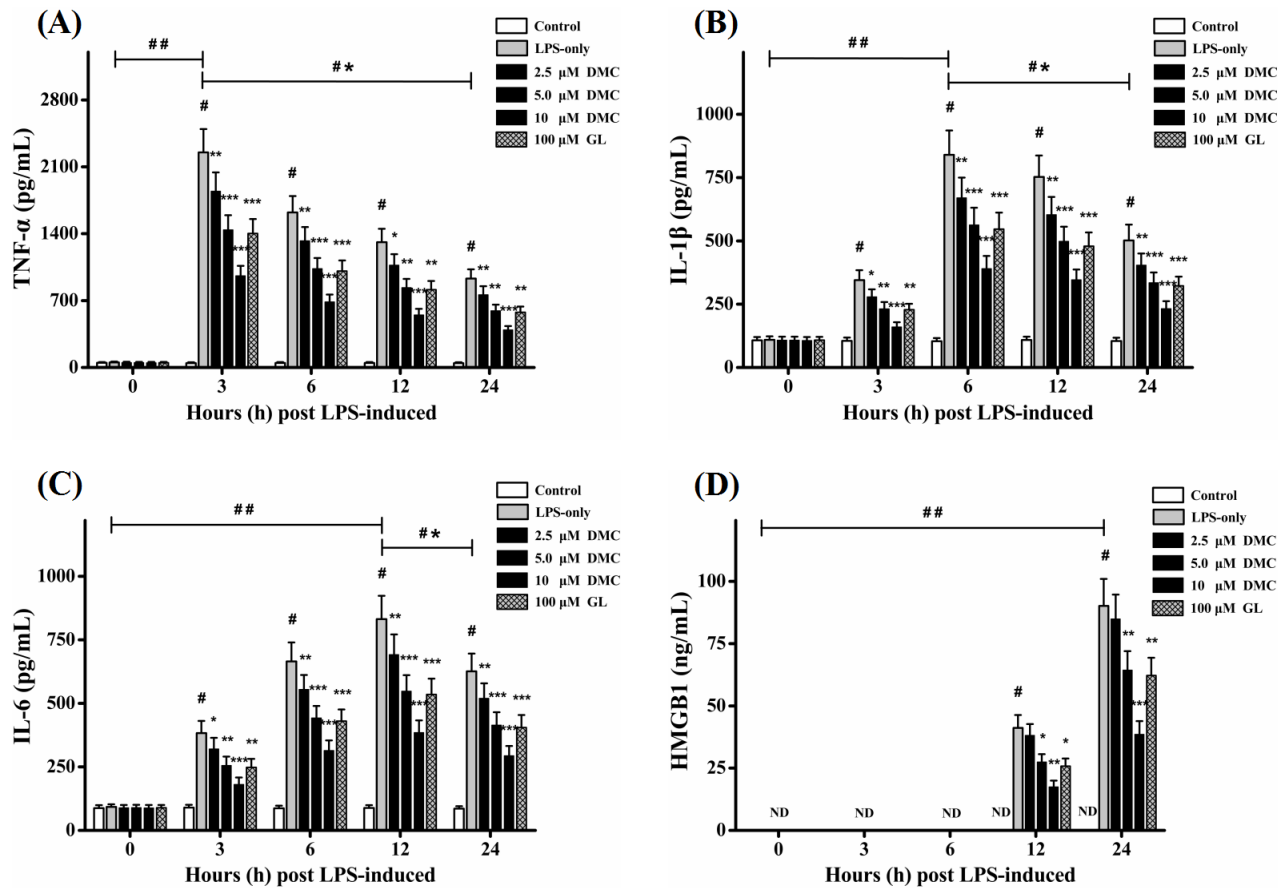 (A)
Control
LPS-only
2.5 μM DMC
5.0 μM DMC
10 μM DMC
100 μM GL
# #
# *
TNF-α (pg/mL)
2800
2100
1400
700
0
# ** *** *** ***
# ** *** *** ***
# * ** *** **
# ** ** *** **
0 3 6 12 24
Hours (h) post LPS-induced
(B)
Control
LPS-only
2.5 μM DMC
5.0 μM DMC
10 μM DMC
100 μM GL
# #
# *
IL-1β (pg/mL)
1000
750
500
250
0
# * ** *** **
# ** *** *** ***
# ** *** *** ***
# ** *** *** ***
0 3 6 12 24
Hours (h) post LPS-induced
(C)
Control
LPS-only
2.5 μM DMC
5.0 μM DMC
10 μM DMC
100 μM GL
# #
# *
IL-6 (pg/mL)
1000
750
500
250
0
# * ** *** **
# ** *** *** ***
# ** *** *** ***
# ** *** *** ***
0 3 6 12 24
Hours (h) post LPS-induced
(D)
Control
LPS-only
2.5 μM DMC
5.0 μM DMC
10 μM DMC
100 μM GL
# #
HMGB1 (ng/mL)
100
75
50
25
0
ND ND ND ND ND
# * ** *
# ** *** **
0 3 6 12 24
Hours (h) post LPS-induced